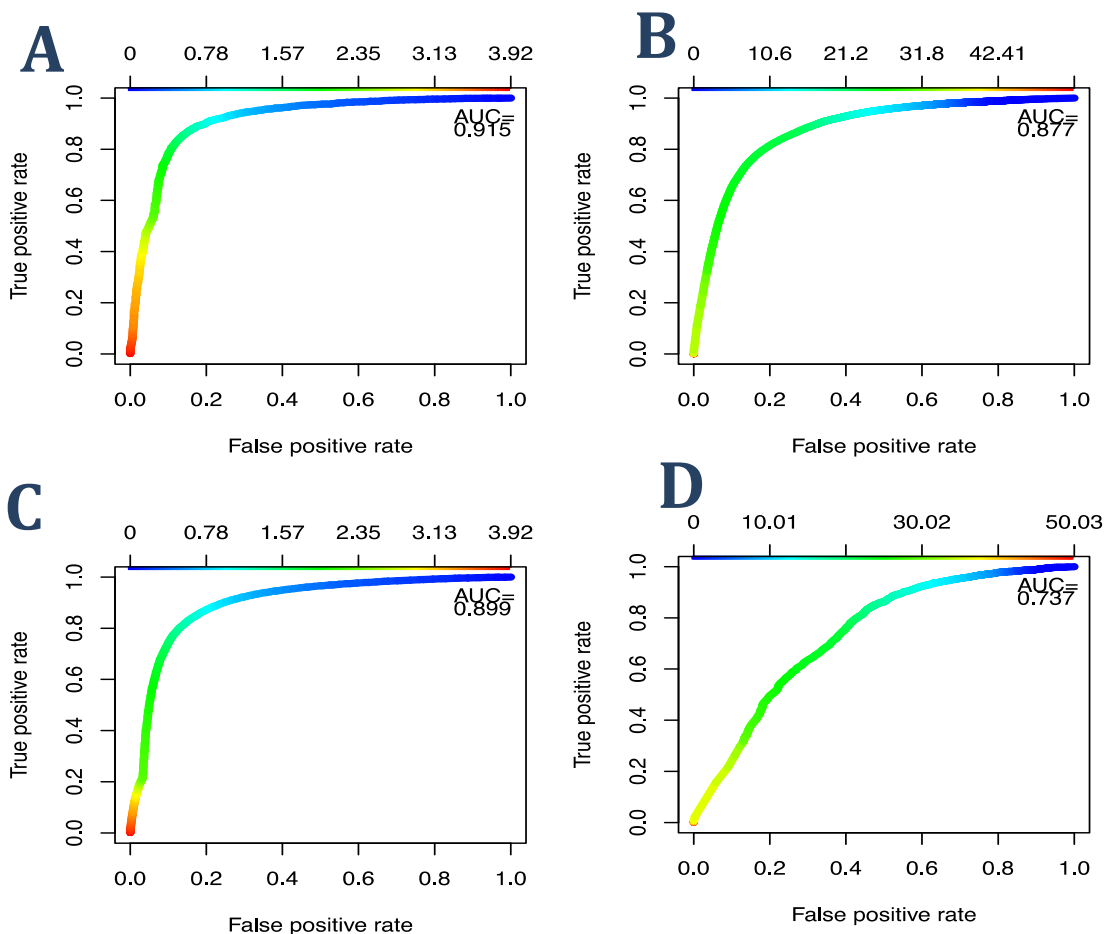 A
0 0.78 1.57 2.35 3.13 3.92
True positive rate
0.0 0.2 0.4 0.6 0.8 1.0
AUC=
0.915
0.0 0.2 0.4 0.6 0.8 1.0
False positive rate
B
0 10.6 21.2 31.8 42.41
True positive rate
0.0 0.2 0.4 0.6 0.8 1.0
AUC=
0.877
0.0 0.2 0.4 0.6 0.8 1.0
False positive rate
C
0 0.78 1.57 2.35 3.13 3.92
True positive rate
0.0 0.2 0.4 0.6 0.8 1.0
AUC=
0.899
0.0 0.2 0.4 0.6 0.8 1.0
False positive rate
D
0 10.01 30.02 50.03
True positive rate
0.0 0.2 0.4 0.6 0.8 1.0
AUC=
0.737
0.0 0.2 0.4 0.6 0.8 1.0
False positive rate